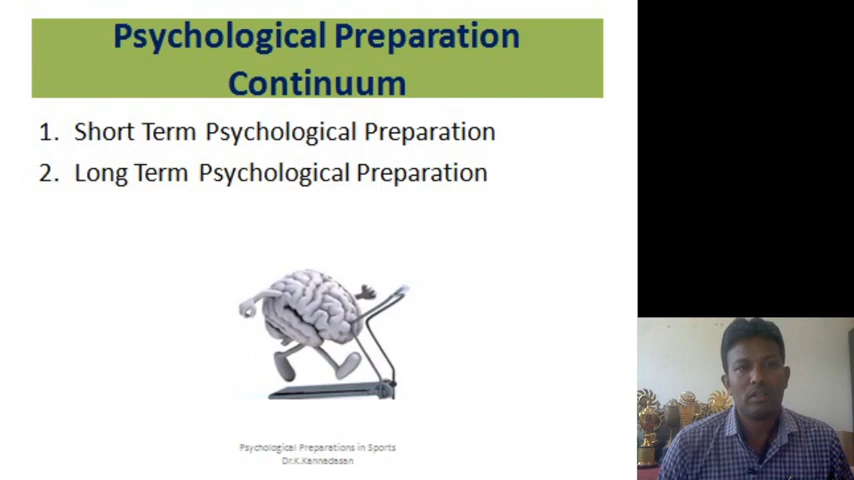 Psychological Preparation
Continuum
1. Short Term Psychological Preparation
2. Long Term Psychological Preparation
Psychological Preparations in Sports
Dr.K.Kannadasan